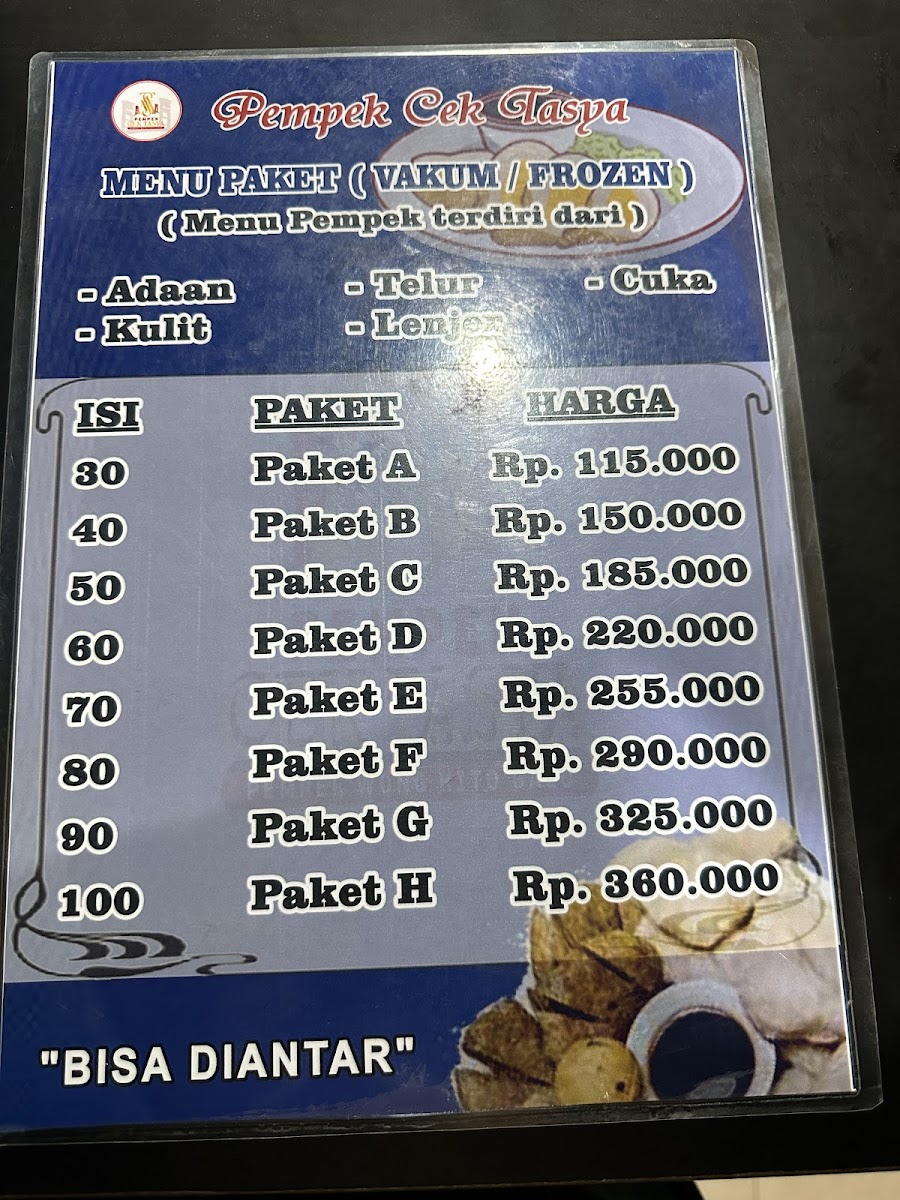 Pempek Cek Tasya
MENU PAKET ( VAKUM / FROZEN )
( Menu Pempek terdiri dari )
- Adaan - Telur - Cuka
- Kulit - Lenjer
ISI PAKET HARGA
30 Paket A Rp. 115.000
40 Paket B Rp. 150.000
50 Paket C Rp. 185.000
60 Paket D Rp. 220.000
70 Paket E Rp. 255.000
80 Paket F Rp. 290.000
90 Paket G Rp. 325.000
100 Paket H Rp. 360.000
"BISA DIANTAR"